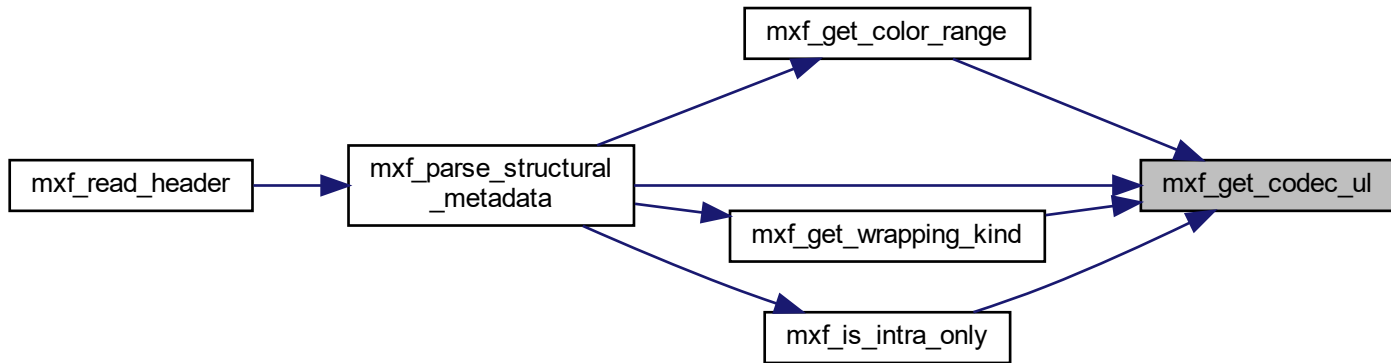 mxf_get_color_range
mxf_read_header
mxf_parse_structural
_metadata
mxf_get_codec_ul
mxf_get_wrapping_kind
mxf_is_intra_only